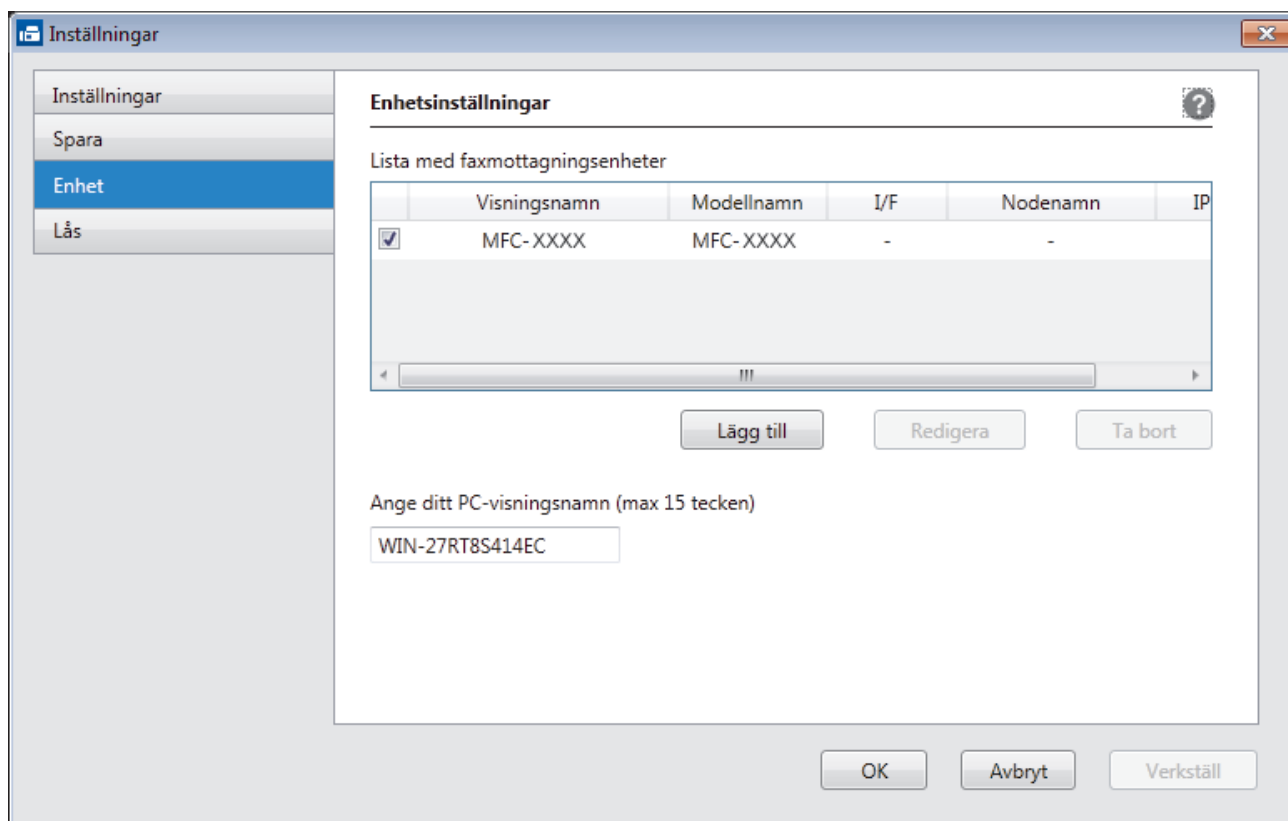 Inställningar
Inställningar
Spara
Enhet
Lås
Enhetsinställningar
?
Lista med faxmottagningsenheter
Visningsnamn Modellnamn I/F Nodenamn IP
MFC-XXXX MFC-XXXX - -
Lägg till Redigera Ta bort
Ange ditt PC-visningsnamn (max 15 tecken)
WIN-27RT8S414EC
OK Avbryt Verkställ